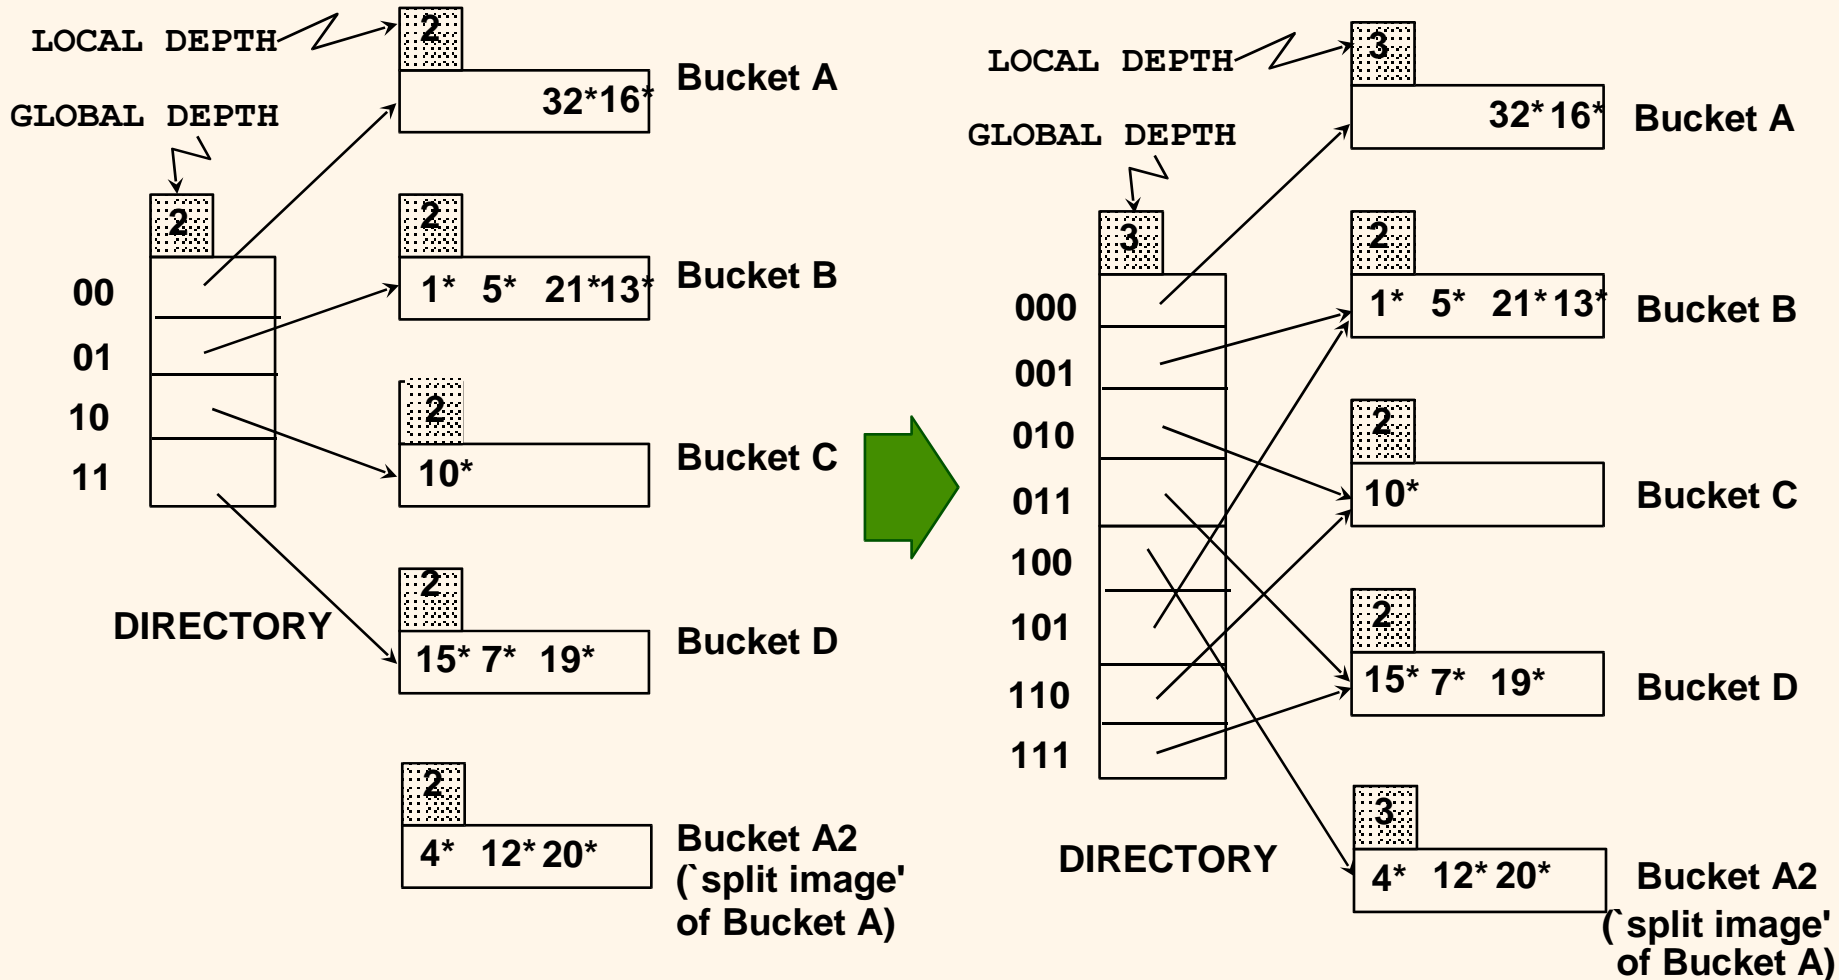 LOCAL DEPTH
2
32* 16*
Bucket A
GLOBAL DEPTH
2
00
01
10
11
2
1* 5* 21* 13*
Bucket B
2
10*
Bucket C
DIRECTORY
2
15* 7* 19*
Bucket D
2
4* 12* 20*
Bucket A2
(`split image'
of Bucket A)
LOCAL DEPTH
3
32* 16*
Bucket A
GLOBAL DEPTH
3
000
001
010
011
100
101
110
111
2
1* 5* 21* 13*
Bucket B
2
10*
Bucket C
2
15* 7* 19*
Bucket D
DIRECTORY
3
4* 12* 20*
Bucket A2
(`split image'
of Bucket A)